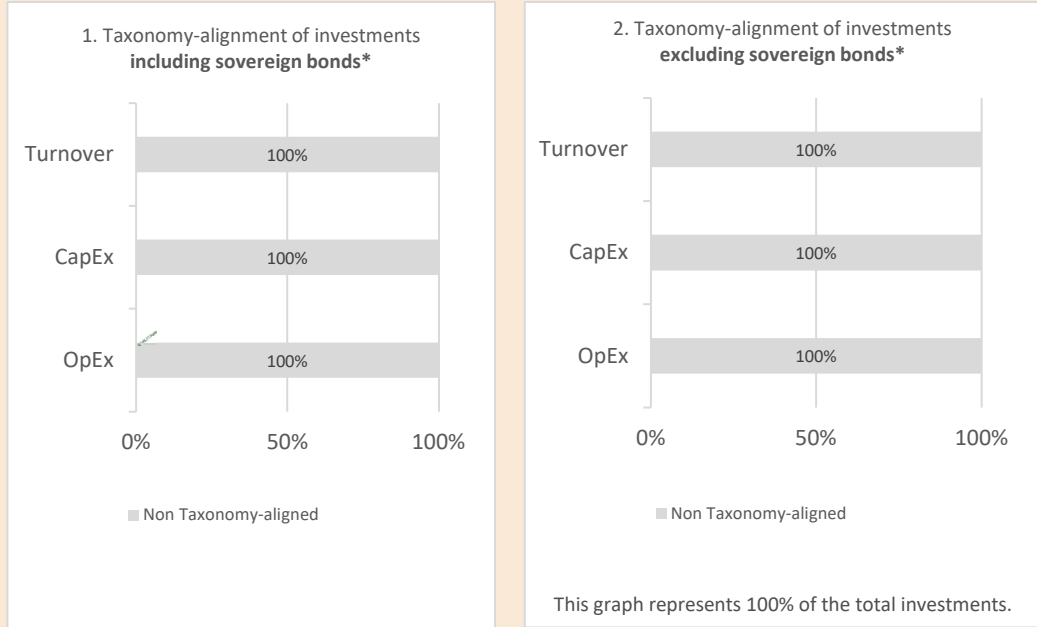 1. Taxonomy-alignment of investments
including sovereign bonds*
Turnover
100%
CapEx
100%
OpEx
100%
0% 50% 100%
Non Taxonomy-aligned
2. Taxonomy-alignment of investments
excluding sovereign bonds*
Turnover
100%
CapEx
100%
OpEx
100%
0% 50% 100%
Non Taxonomy-aligned
This graph represents 100% of the total investments.